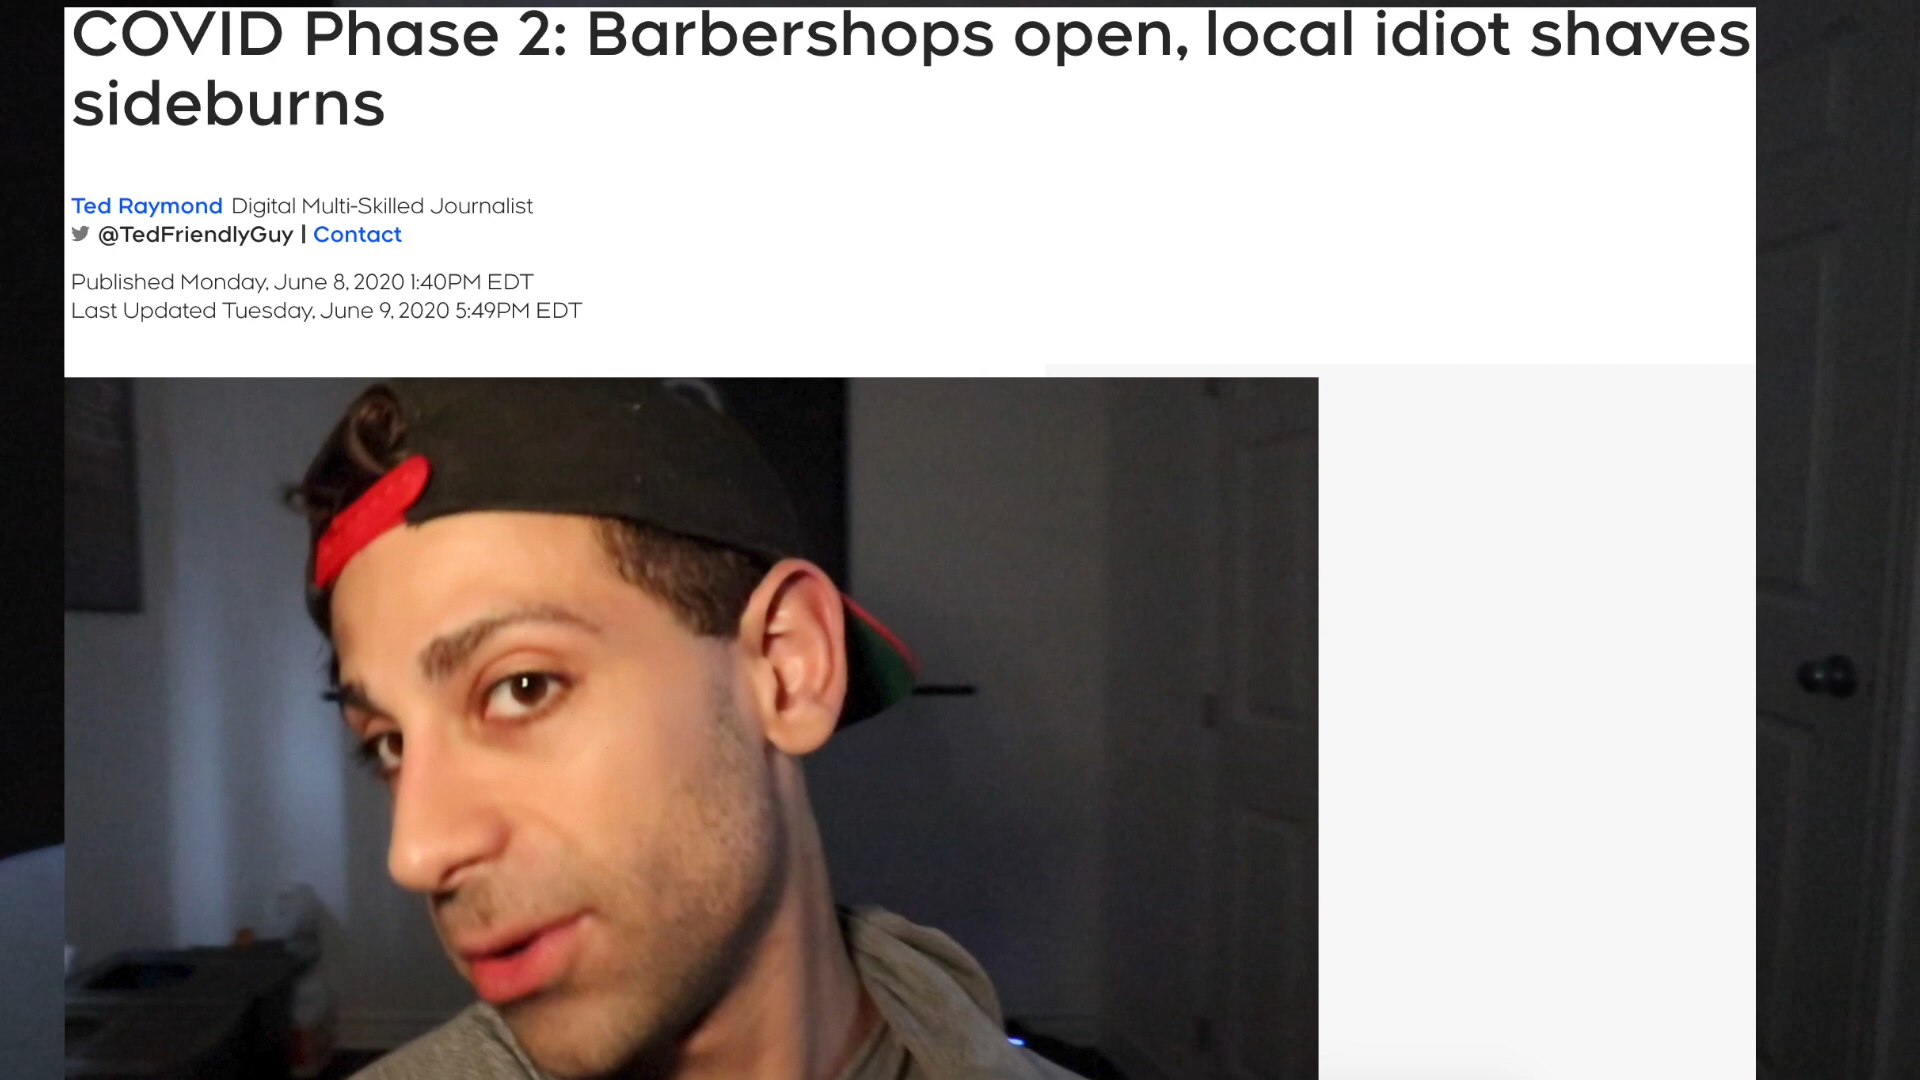 COVID Phase 2: Barbershops open, local idiot shaves
sideburns
Ted Raymond Digital Multi-Skilled Journalist
@TedFriendlyGuy | Contact
Published Monday, June 8, 2020 1:40PM EDT
Last Updated Tuesday, June 9, 2020 5:49PM EDT